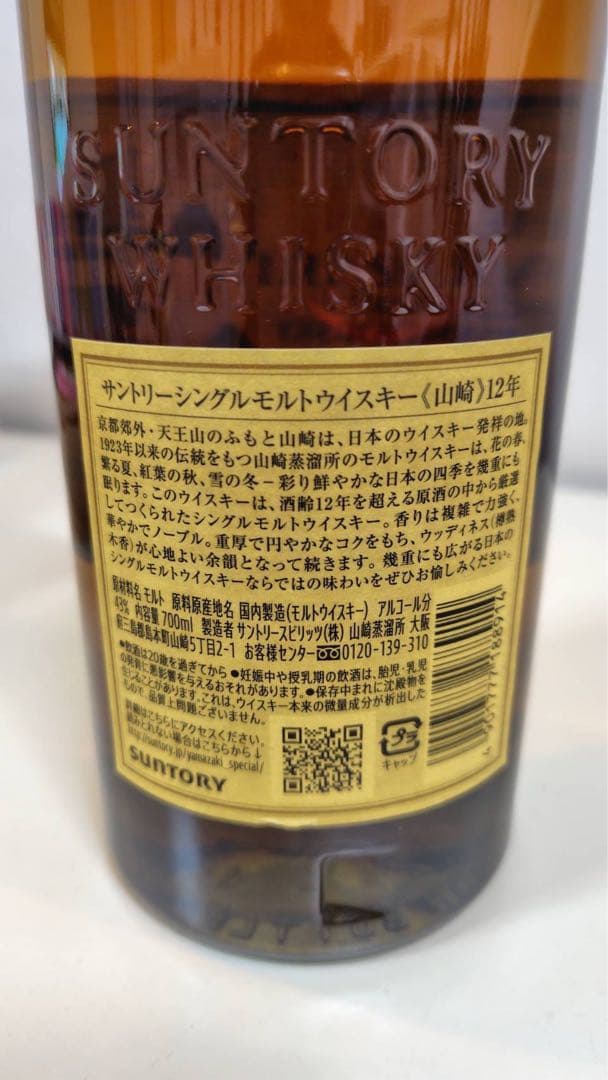 SUNTORY
WHISKY
サントリーシングルモルトウイスキー《山崎》12年
京都郊外・天王山のふもと山崎は、日本のウイスキー発祥の地。
1923年以来の伝統をもつ山崎蒸溜所のモルトウイスキーは、花の春、
繁る夏、紅葉の秋、雪の冬−彩り鮮やかな日本の四季を幾重にも
眠ります。このウイスキーは、酒齢12年を超える原酒の中から厳選
してつくられたシングルモルトウイスキー。香りは複雑で力強く、
華やかでノーブル。重厚で円やかなコクをもち、ウッディネス(樽熟
木香)が心地よい余韻となって続きます。幾重にも広がる日本の
シングルモルトウイスキーならではの味わいをぜひお愉しみください。
原材料名 モルト 原料原産地名 国内製造(モルトウイスキー) アルコール分
43% 内容量 700ml 製造者 サントリースピリッツ(株) 山崎蒸溜所 大阪
府三島郡島本町山崎5丁目2-1 お客様センター 0120-139-310
●飲酒は20歳を過ぎてから ●妊娠中や授乳期の飲酒は、胎児・乳児
の発育に悪影響を与えるおそれがあります。●保存中まれに沈殿物を
生じることがあります。これは、ウイスキー本来の微量成分が析出した
もので、品質上問題ございません。
詳細はこちらにアクセスください。
読みとれない場合はこちらから↓
http://suntory.jp/yamazaki_special/
SUNTORY
プラ
キャップ
4 901777 188914